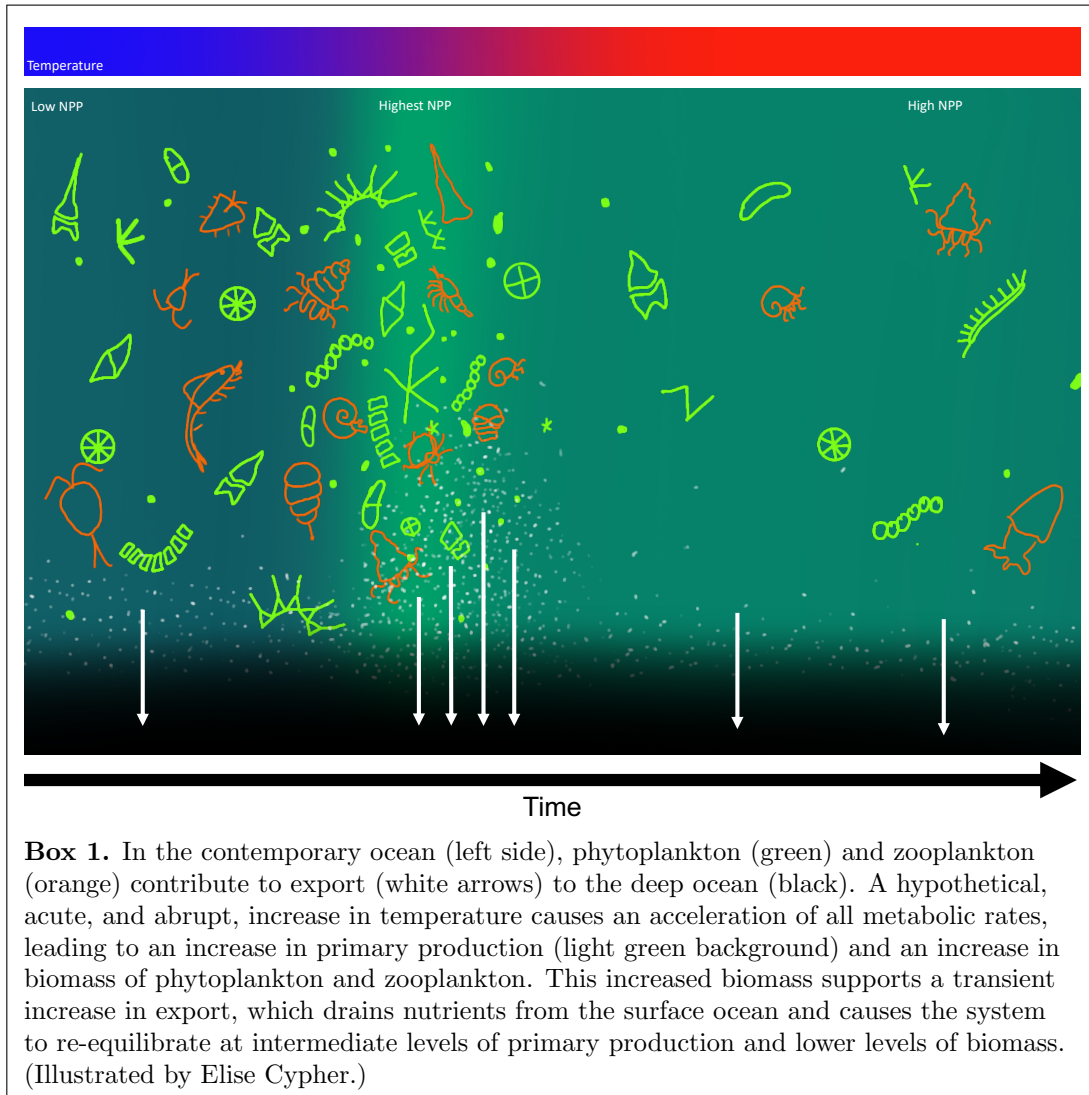 Temperature
Low NPP
Highest NPP
High NPP
Time
Box 1. In the contemporary ocean (left side), phytoplankton (green) and zooplankton
(orange) contribute to export (white arrows) to the deep ocean (black). A hypothetical,
acute, and abrupt, increase in temperature causes an acceleration of all metabolic rates,
leading to an increase in primary production (light green background) and an increase in
biomass of phytoplankton and zooplankton. This increased biomass supports a transient
increase in export, which drains nutrients from the surface ocean and causes the system
to re-equilibrate at intermediate levels of primary production and lower levels of biomass.
(Illustrated by Elise Cypher.)